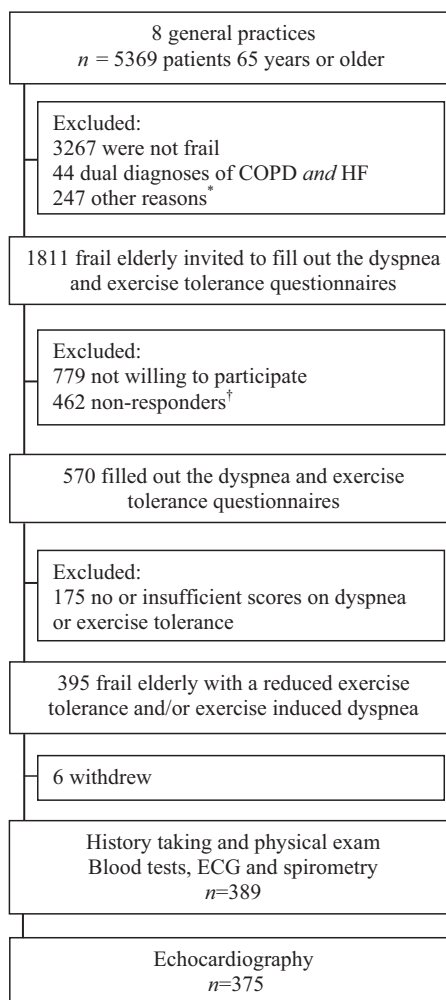 8 general practices
n = 5369 patients 65 years or older
Excluded:
3267 were not frail
44 dual diagnoses of COPD and HF
247 other reasons*
1811 frail elderly invited to fill out the dyspnea
and exercise tolerance questionnaires
Excluded:
779 not willing to participate
462 non-responders†
570 filled out the dyspnea and exercise
tolerance questionnaires
Excluded:
175 no or insufficient scores on dyspnea
or exercise tolerance
395 frail elderly with a reduced exercise
tolerance and/or exercise induced dyspnea
6 withdrew
History taking and physical exam
Blood tests, ECG and spirometry
n=389
Echocardiography
n=375